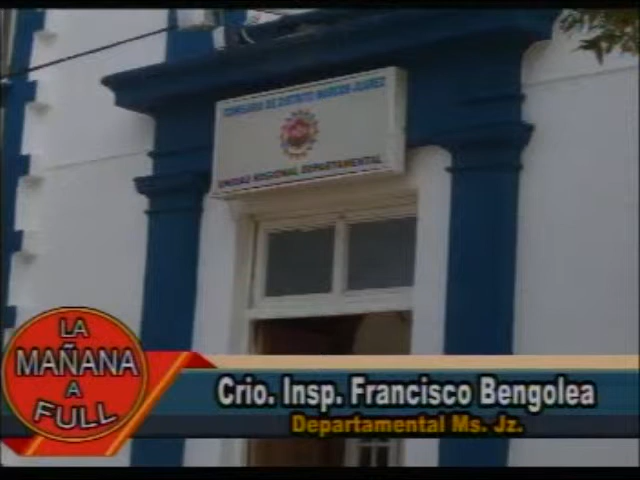 COMISARIA DE DISTRITO MARCOS JUAREZ
UNIDAD REGIONAL DEPARTAMENTAL
LA
MAÑANA
A
FULL
Crio. Insp. Francisco Bengolea
Departamental Ms. Jz.